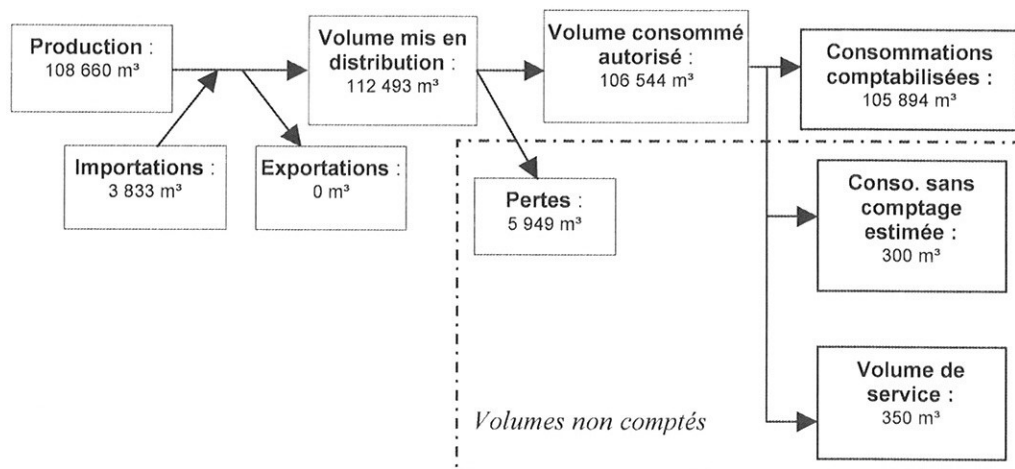 Production :
108 660 m³
Volume mis en
distribution :
112 493 m³
Volume consommé
autorisé :
106 544 m³
Consommations
comptabilisées :
105 894 m³
Importations :
3 833 m³
Exportations :
0 m³
Pertes :
5 949 m³
Conso. sans
comptage
estimée :
300 m³
Volume de
service :
350 m³
Volumes non comptés